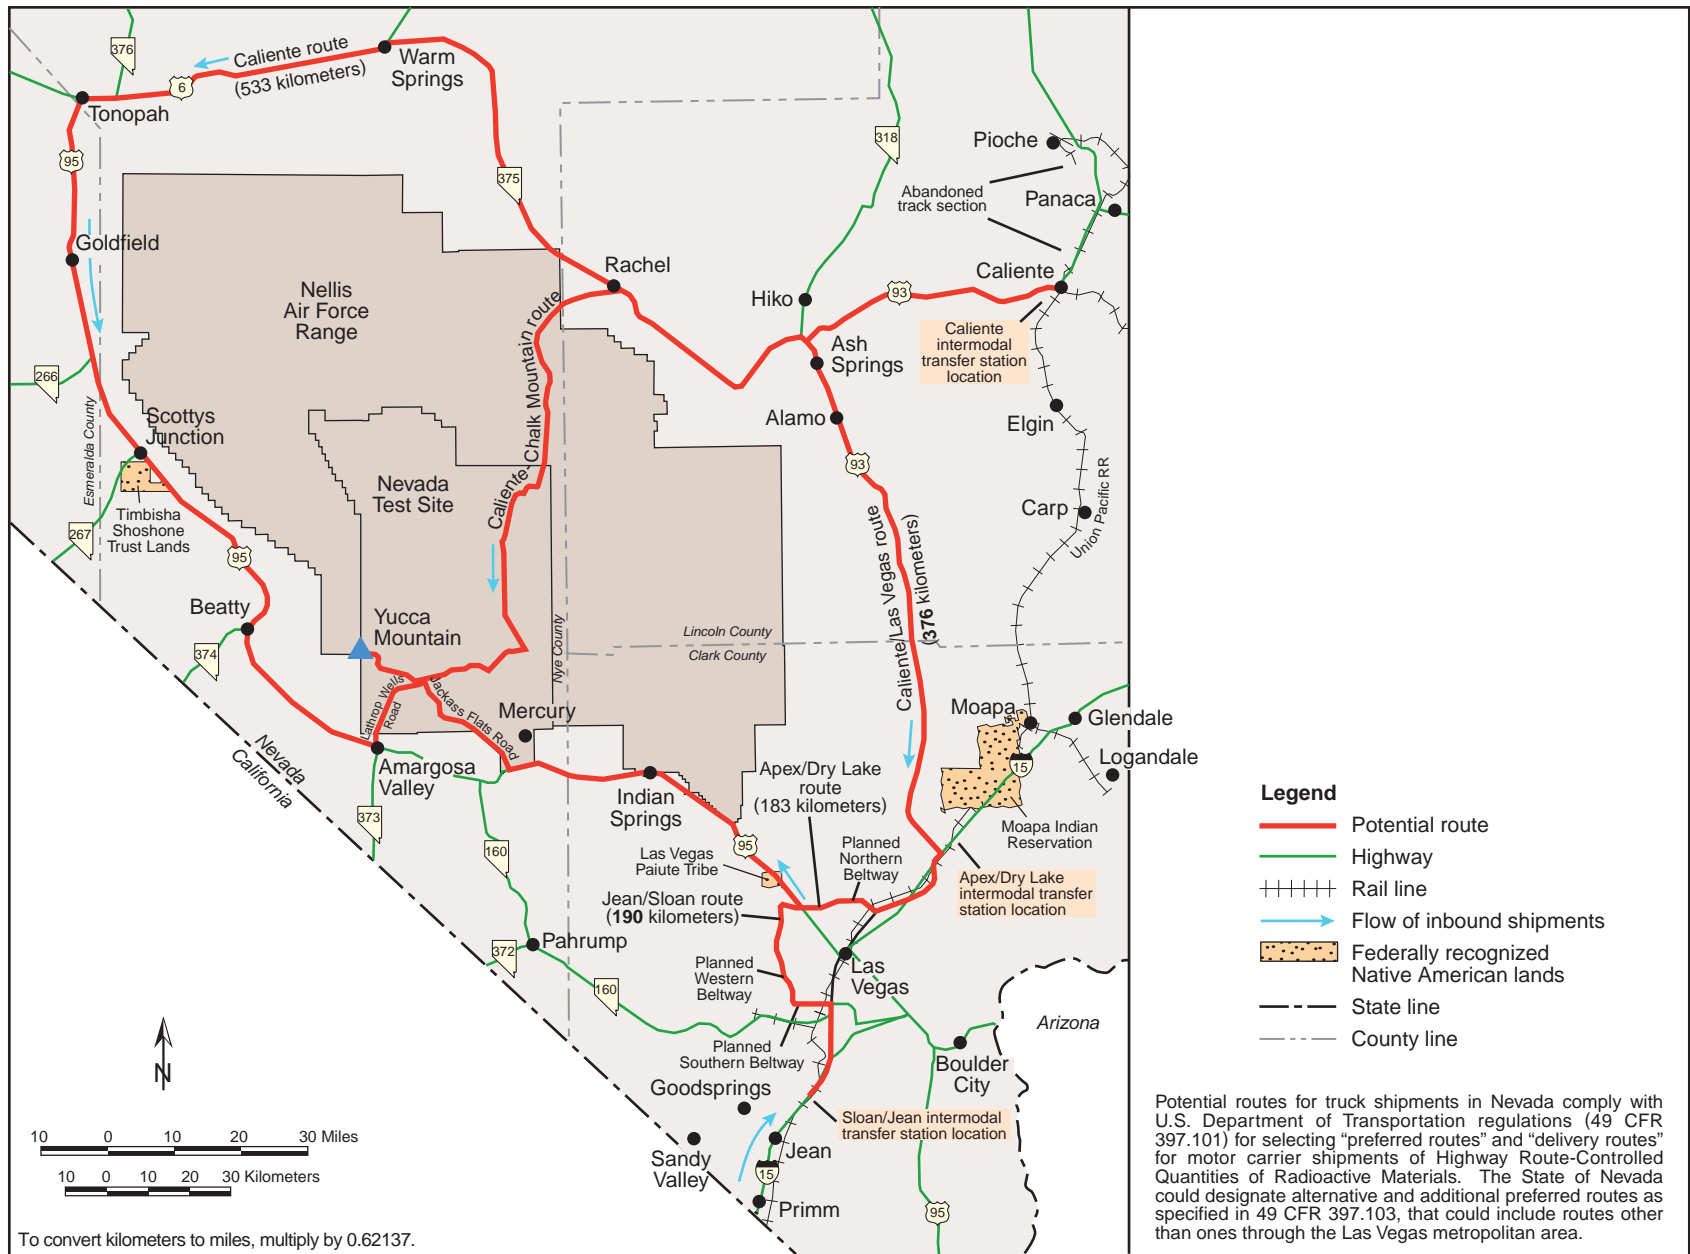 376
Caliente route
(533 kilometers)
Warm
Springs
6
Tonopah
95
375
318
Pioche
Abandoned
track section
Panaca
Goldfield
Nellis
Air Force
Range
Rachel
Hiko
93
Caliente
Caliente
intermodal
transfer station
location
Ash
Springs
266
Caliente-Chalk Mountain route
Esmeralda County
Scottys
Junction
Alamo
Elgin
93
Nevada
Test Site
Timbisha
Shoshone
Trust Lands
267
95
Carp
Union Pacific RR
Caliente/Las Vegas route
(376 kilometers)
Beatty
374
Yucca
Mountain
Nye County
Lincoln County
Clark County
Lathrop Wells
Road
Jackass Flats Road
Mercury
Moapa
Glendale
Logandale
15
Nevada
California
Amargosa
Valley
Indian
Springs
Apex/Dry Lake
route
(183 kilometers)
Moapa Indian
Reservation
373
160
95
Las Vegas
Paiute Tribe
Planned
Northern
Beltway
Apex/Dry Lake
intermodal transfer
station location
Jean/Sloan route
(190 kilometers)
Pahrump
372
160
Planned
Western
Beltway
Las
Vegas
Arizona
Planned
Southern Beltway
Boulder
City
Goodsprings
Sloan/Jean intermodal
transfer station location
Sandy
Valley
Jean
15
Primm
95
N
10 0 10 20 30 Miles
10 0 10 20 30 Kilometers
To convert kilometers to miles, multiply by 0.62137.
Legend
Potential route
Highway
Rail line
Flow of inbound shipments
Federally recognized
Native American lands
State line
County line
Potential routes for truck shipments in Nevada comply with
U.S. Department of Transportation regulations (49 CFR
397.101) for selecting “preferred routes” and “delivery routes”
for motor carrier shipments of Highway Route-Controlled
Quantities of Radioactive Materials. The State of Nevada
could designate alternative and additional preferred routes as
specified in 49 CFR 397.103, that could include routes other
than ones through the Las Vegas metropolitan area.